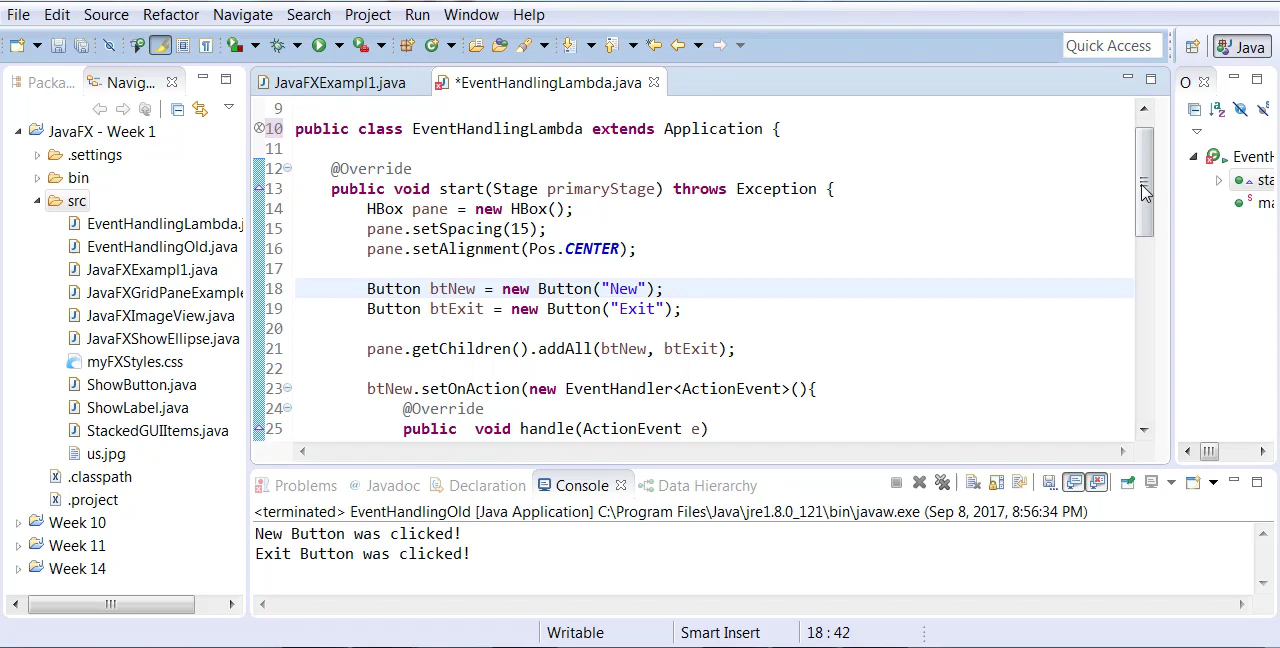 File Edit Source Refactor Navigate Search Project Run Window Help
Quick Access
Java
Packa...
Navig...
JavaFXExampl1.java
*EventHandlingLambda.java
O
JavaFX - Week 1
.settings
bin
src
EventHandlingLambda.j
EventHandlingOld.java
JavaFXExampl1.java
JavaFXGridPaneExample
JavaFXImageView.java
JavaFXShowEllipse.java
myFXStyles.css
ShowButton.java
ShowLabel.java
StackedGUIItems.java
us.jpg
.classpath
.project
Week 10
Week 11
Week 14
9
10 public class EventHandlingLambda extends Application {
11
12 @Override
13 public void start(Stage primaryStage) throws Exception {
14 HBox pane = new HBox();
15 pane.setSpacing(15);
16 pane.setAlignment(Pos.CENTER);
17
18 Button btNew = new Button("New");
19 Button btExit = new Button("Exit");
20
21 pane.getChildren().addAll(btNew, btExit);
22
23 btNew.setOnAction(new EventHandler<ActionEvent>(){
24 @Override
25 public void handle(ActionEvent e)
EventH
sta
ma
Problems @ Javadoc Declaration Console Data Hierarchy
<terminated> EventHandlingOld [Java Application] C:\Program Files\Java\jre1.8.0_121\bin\javaw.exe (Sep 8, 2017, 8:56:34 PM)
New Button was clicked!
Exit Button was clicked!
Writable
Smart Insert
18 : 42